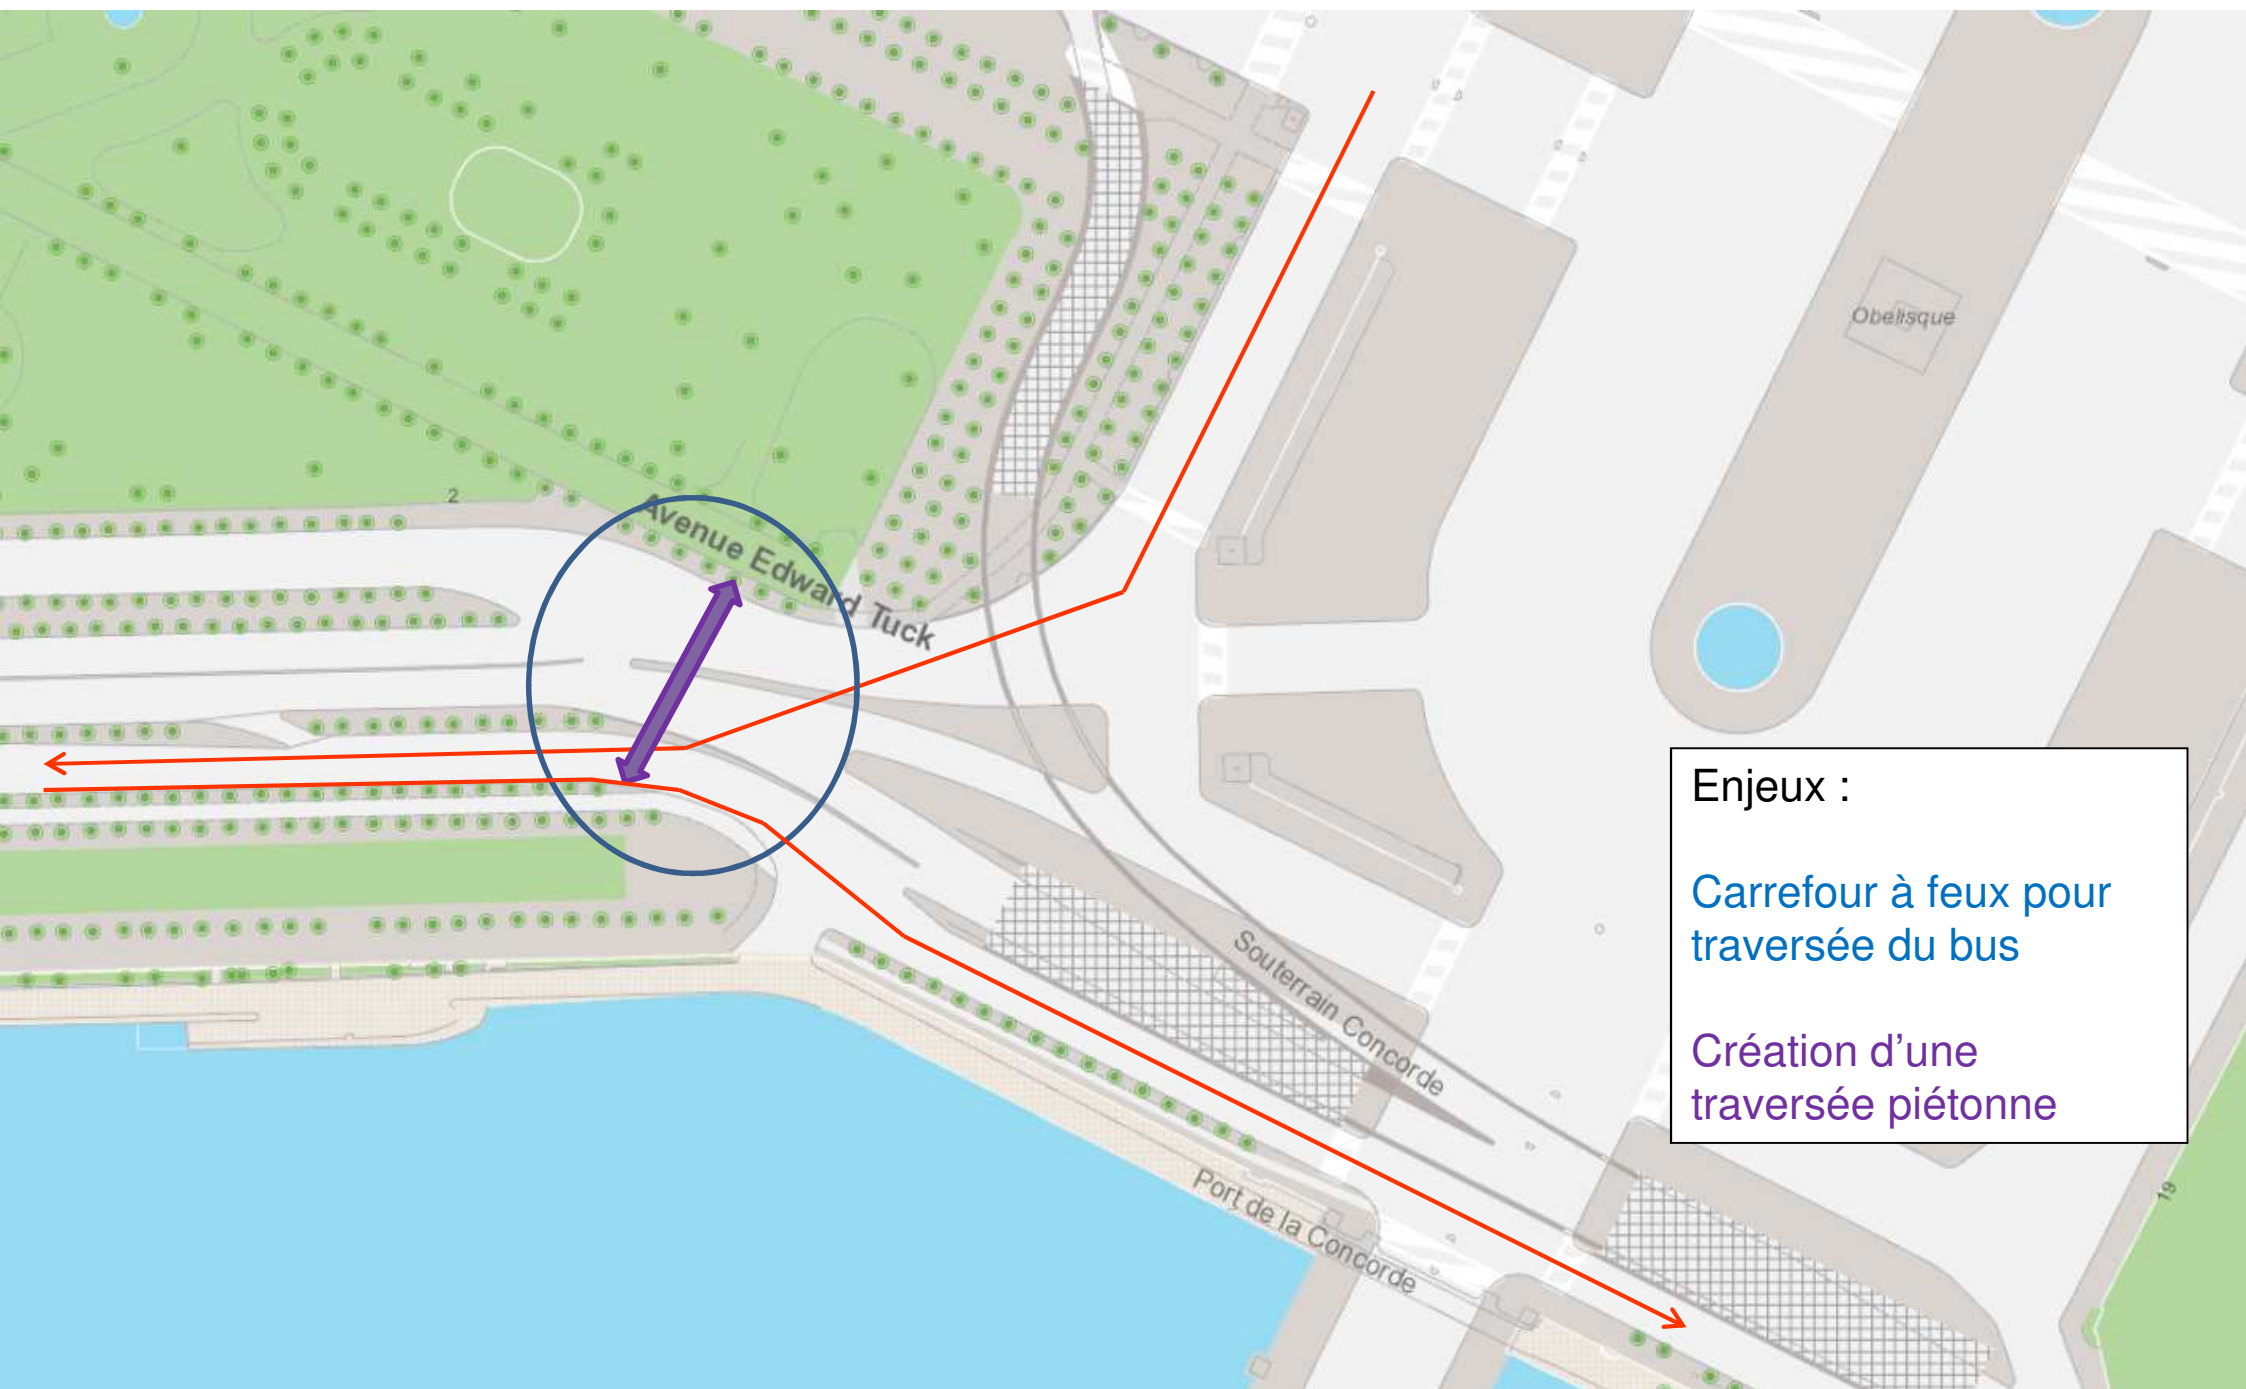 2
Avenue Edward Tuck
Obelisque
Enjeux :
Carrefour à feux pour
traversée du bus
Création d’une
traversée piétonne
Souterrain Concorde
Port de la Concorde
19